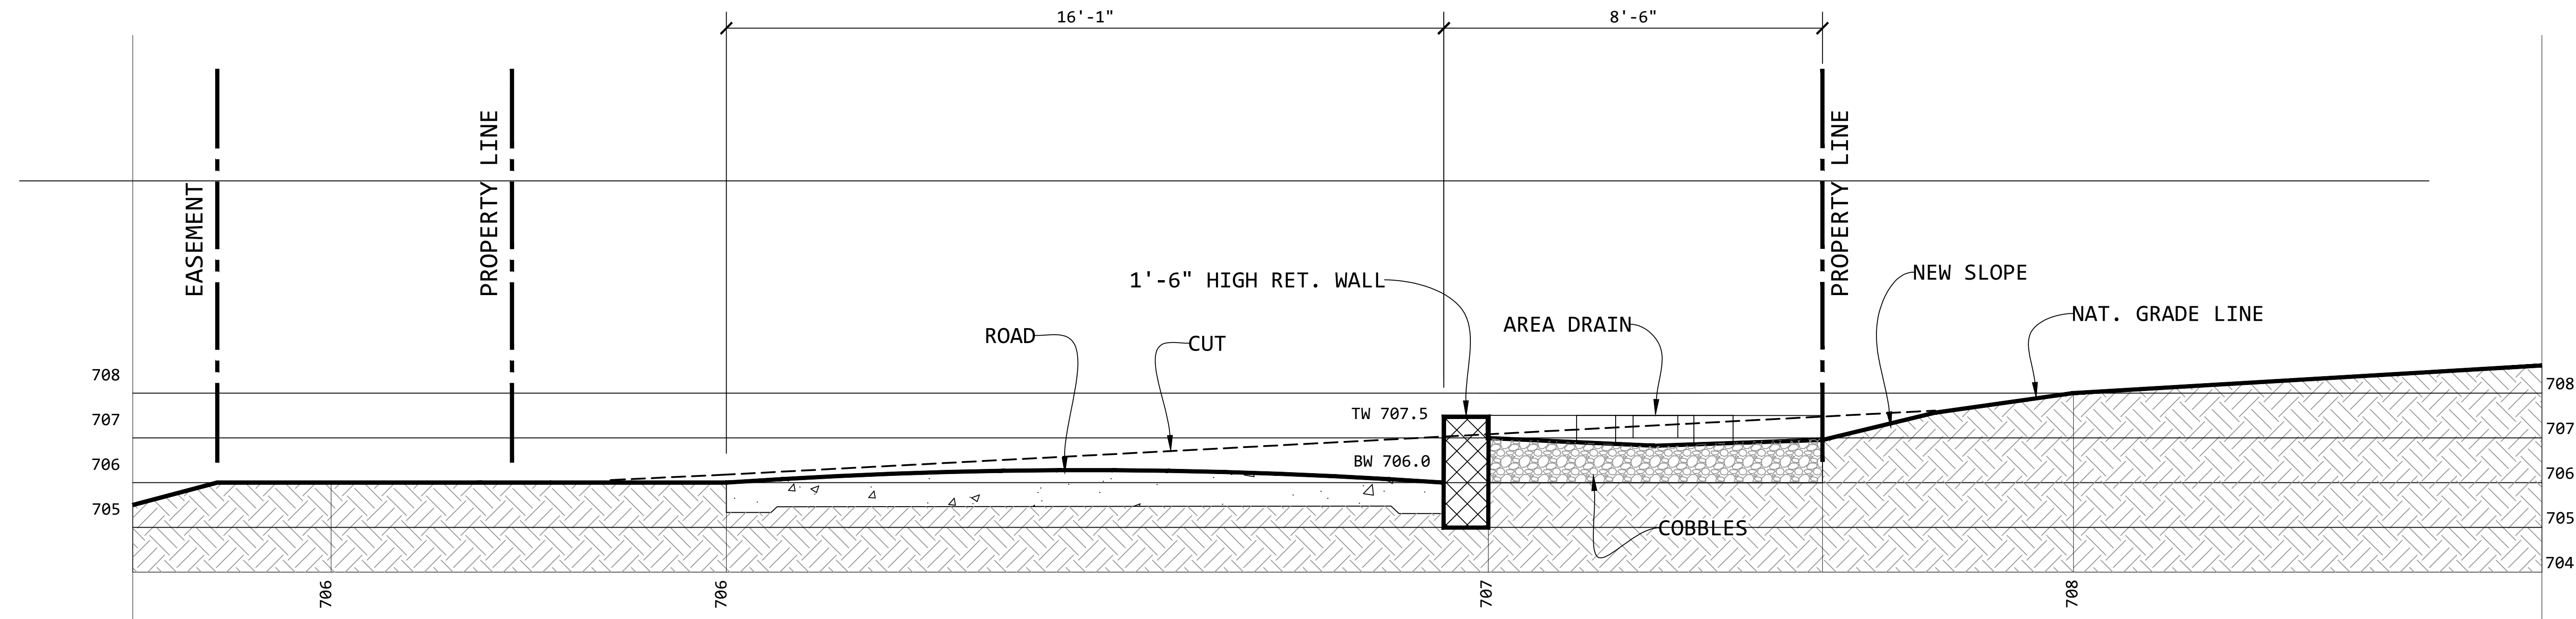 16'-1"
8'-6"
EASEMENT
PROPERTY LINE
PROPERTY LINE
1'-6" HIGH RET. WALL
NEW SLOPE
NAT. GRADE LINE
AREA DRAIN
ROAD
CUT
708
708
707
TW 707.5
707
706
BW 706.0
706
705
705
COBBLES
704
706
706
707
708